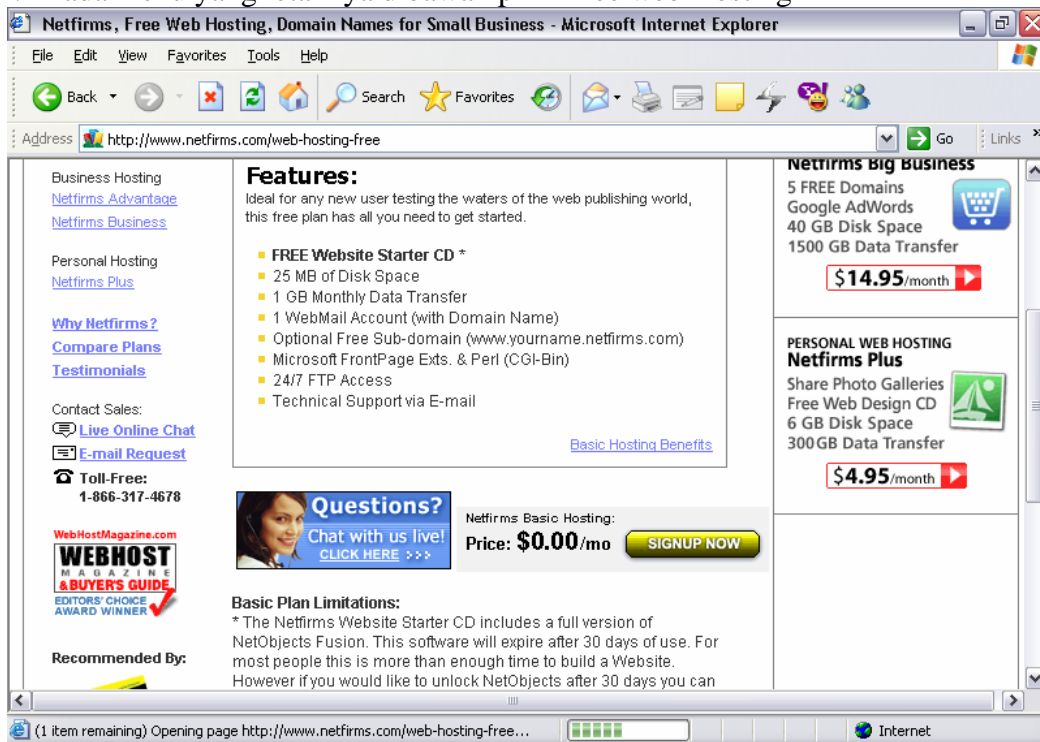 Netfirms, Free Web Hosting, Domain Names for Small Business - Microsoft Internet Explorer
File Edit View Favorites Tools Help
Back Search Favorites
Address http://www.netfirms.com/web-hosting-free Go Links »
Business Hosting
Netfirms Advantage
Netfirms Business
Personal Hosting
Netfirms Plus
Why Netfirms?
Compare Plans
Testimonials
Contact Sales:
Live Online Chat
E-mail Request
Toll-Free:
1-866-317-4678
WebHostMagazine.com
WEBHOST
MAGAZINE
& BUYER'S GUIDE
EDITORS' CHOICE
AWARD WINNER
Recommended By:
Features:
Ideal for any new user testing the waters of the web publishing world,
this free plan has all you need to get started.
FREE Website Starter CD *
25 MB of Disk Space
1 GB Monthly Data Transfer
1 WebMail Account (with Domain Name)
Optional Free Sub-domain (www.yourname.netfirms.com)
Microsoft FrontPage Exts. & Perl (CGI-Bin)
24/7 FTP Access
Technical Support via E-mail
Basic Hosting Benefits
Questions?
Chat with us live!
CLICK HERE >>>
Netfirms Basic Hosting:
Price: $0.00/mo SIGNUP NOW
Basic Plan Limitations:
* The Netfirms Website Starter CD includes a full version of
NetObjects Fusion. This software will expire after 30 days of use. For
most people this is more than enough time to build a Website.
However if you would like to unlock NetObjects after 30 days you can
Netfirms Big Business
5 FREE Domains
Google AdWords
40 GB Disk Space
1500 GB Data Transfer
$14.95/month
PERSONAL WEB HOSTING
Netfirms Plus
Share Photo Galleries
Free Web Design CD
6 GB Disk Space
300 GB Data Transfer
$4.95/month
(1 item remaining) Opening page http://www.netfirms.com/web-hosting-free... Internet